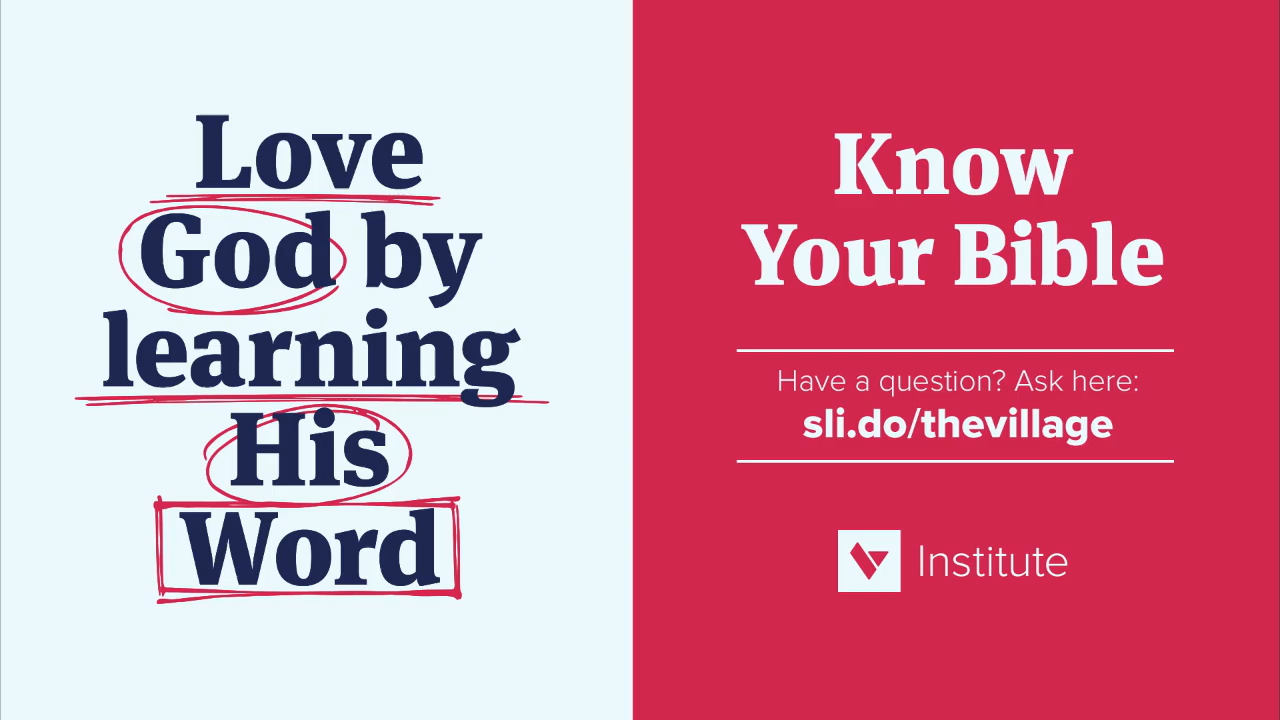 Love
God by
learning
His
Word
Know
Your Bible
Have a question? Ask here:
sli.do/thevillage
Institute